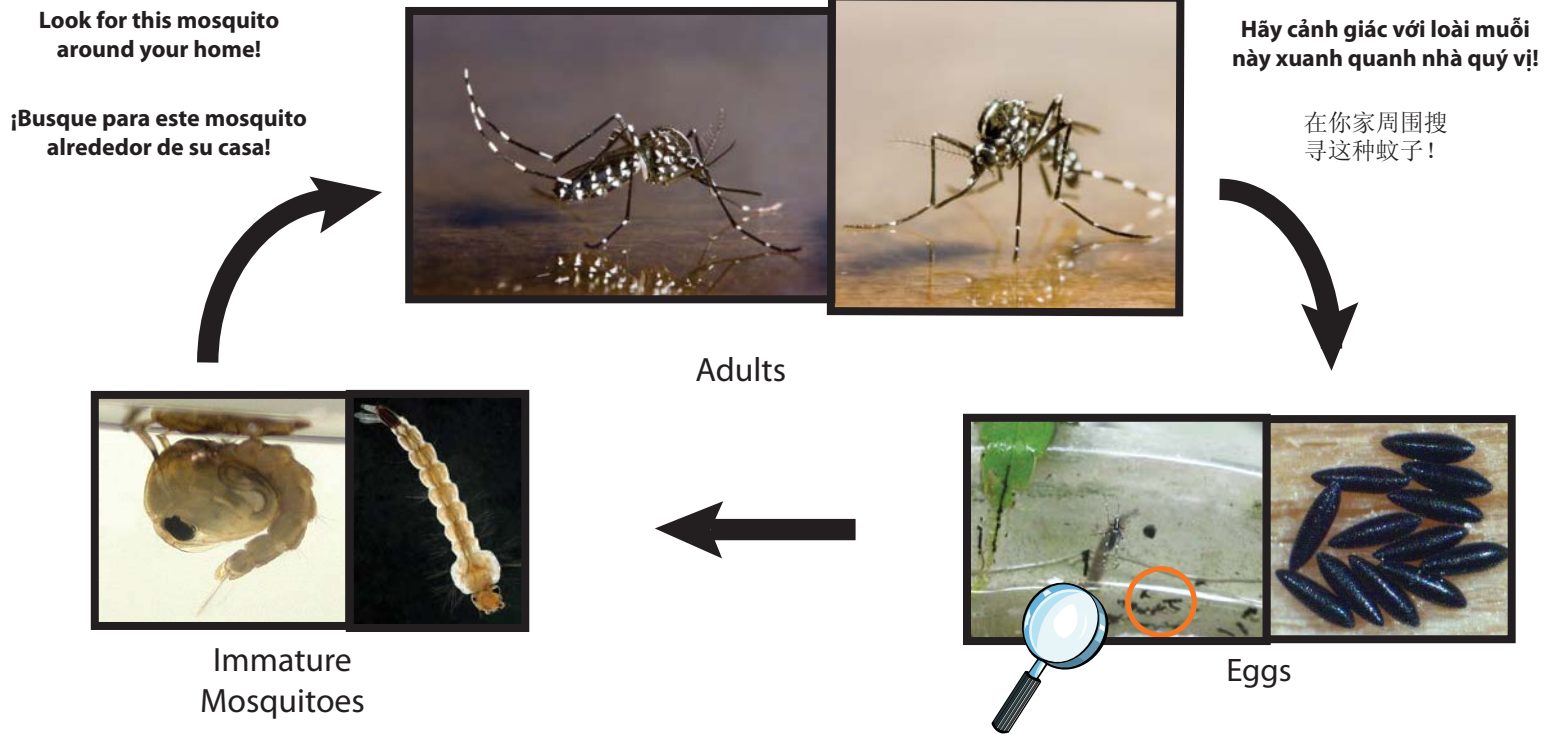 Look for this mosquito
around your home!
¡Busque para este mosquito
alrededor de su casa!
Hãy cảnh giác với loài muỗi
này xuanh quanh nhà quý vị!
在你家周围搜
寻这种蚊子！
Adults
Immature
Mosquitoes
Eggs